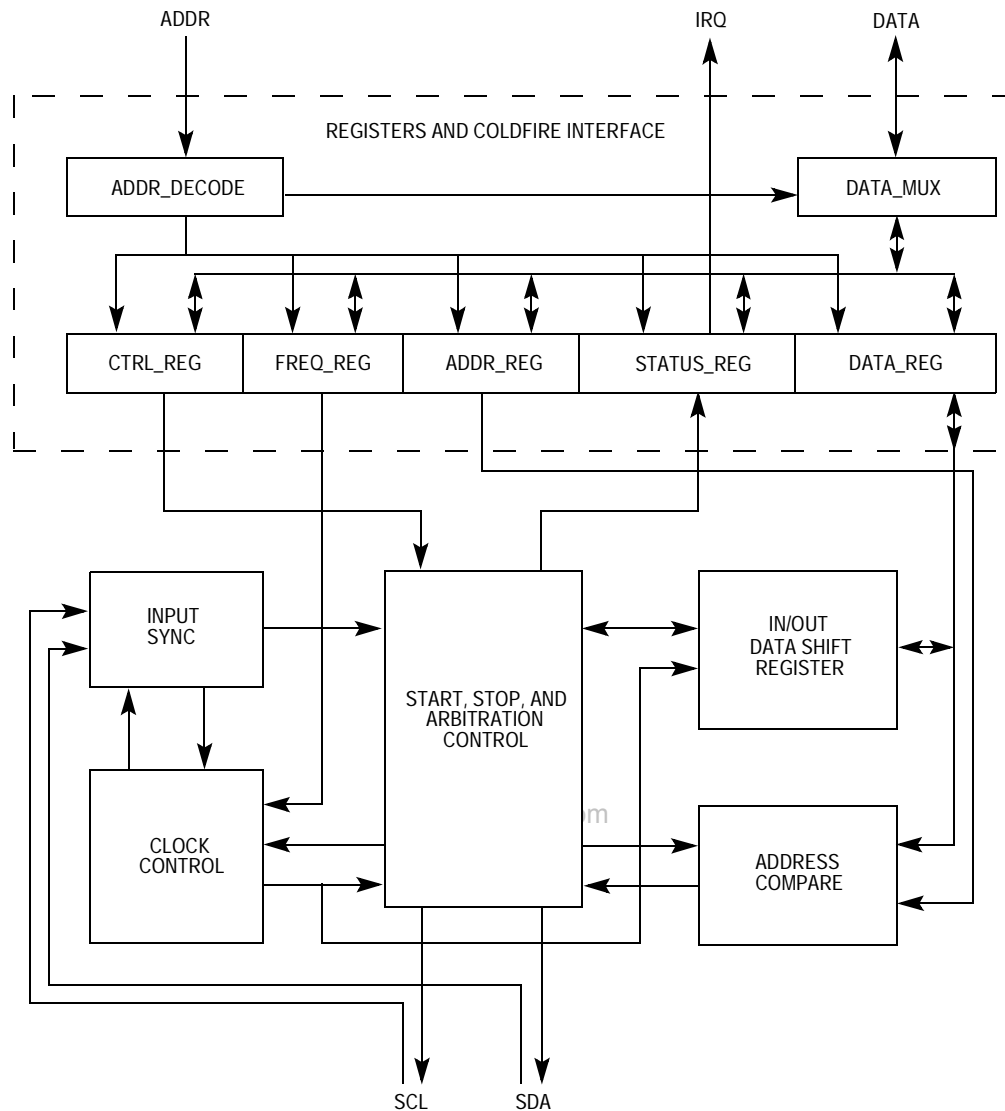 ADDR
IRQ
DATA
REGISTERS AND COLDFIRE INTERFACE
ADDR_DECODE
DATA_MUX
CTRL_REG
FREQ_REG
ADDR_REG
STATUS_REG
DATA_REG
INPUT
SYNC
START, STOP, AND
ARBITRATION
CONTROL
IN/OUT
DATA SHIFT
REGISTER
CLOCK
CONTROL
ADDRESS
COMPARE
SCL
SDA